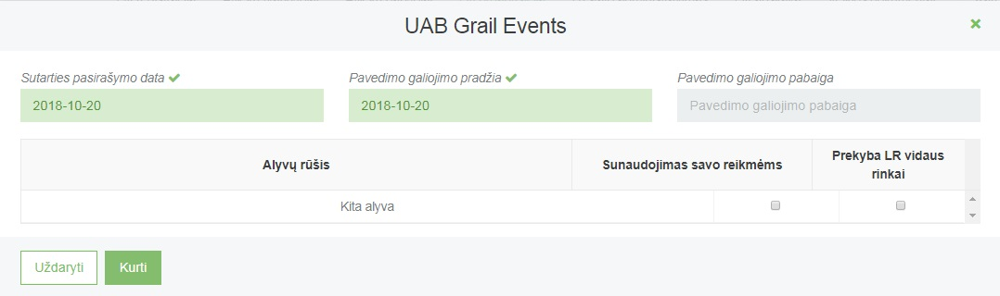 UAB Grail Events
Sutarties pasirašymo data
Pavedimo galiojimo pradžia
Pavedimo galiojimo pabaiga
2018-10-20
2018-10-20
Pavedimo galiojimo pabaiga
Alyvų rūšis
Sunaudojimas savo reikmėms
Prekyba LR vidaus
rinkai
Kita alyva
Uždaryti
Kurti